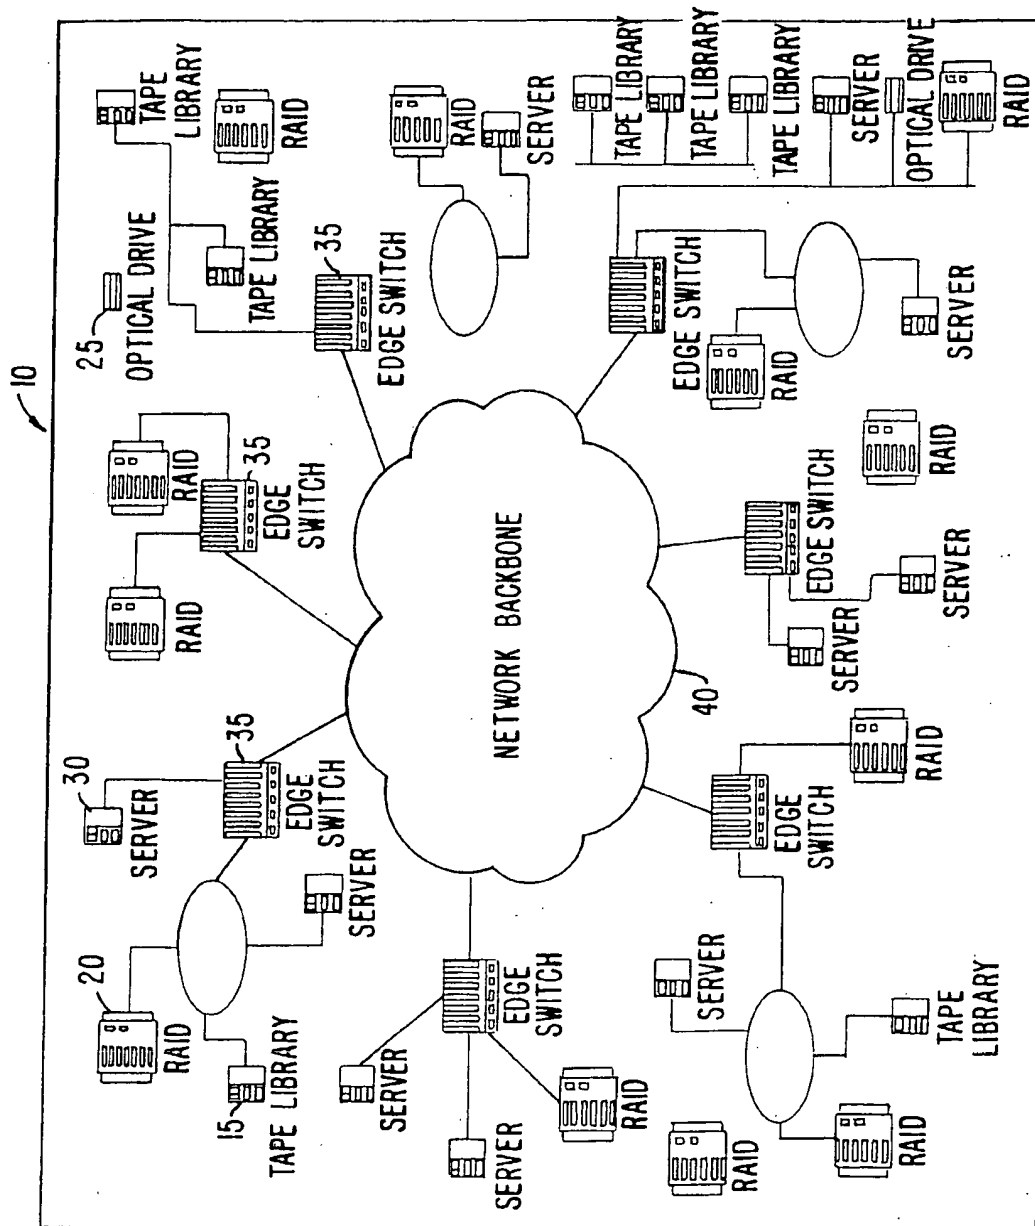 10
20
30
25
SERVER
OPTICAL DRIVE
TAPE
LIBRARY
RAID
RAID
RAID
15
35
35
TAPE LIBRARY
EDGE
SWITCH
EDGE
SWITCH
TAPE LIBRARY
RAID
35
SERVER
SERVER
EDGE SWITCH
RAID
SERVER
EDGE
SWITCH
NETWORK BACKBONE
SERVER
RAID
TAPE LIBRARY
EDGE SWITCH
SERVER
40
TAPE LIBRARY
RAID
EDGE
SWITCH
RAID
TAPE LIBRARY
EDGE SWITCH
SERVER
SERVER
RAID
RAID
OPTICAL DRIVE
TAPE
LIBRARY
SERVER
RAID
SERVER
RAID